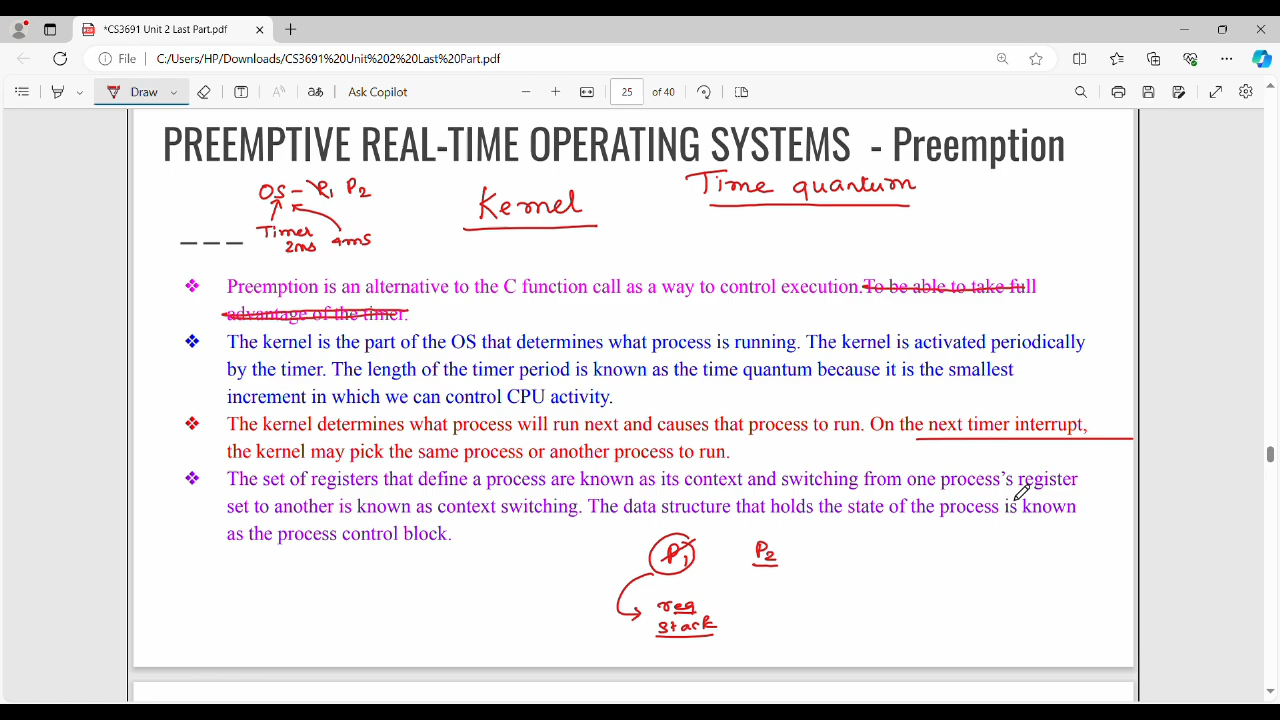 *CS3691 Unit 2 Last Part.pdf
File C:/Users/HP/Downloads/CS3691%20Unit%202%20Last%20Part.pdf
Draw Ask Copilot 25 of 40
PREEMPTIVE REAL-TIME OPERATING SYSTEMS - Preemption
OS - P1 P2
Kernel
Time quantum
Timer
2ms 4ms
Preemption is an alternative to the C function call as a way to control execution. To be able to take full
advantage of the timer.
The kernel is the part of the OS that determines what process is running. The kernel is activated periodically
by the timer. The length of the timer period is known as the time quantum because it is the smallest
increment in which we can control CPU activity.
The kernel determines what process will run next and causes that process to run. On the next timer interrupt,
the kernel may pick the same process or another process to run.
The set of registers that define a process are known as its context and switching from one process’s register
set to another is known as context switching. The data structure that holds the state of the process is known
as the process control block.
P1 P2
reg
stack